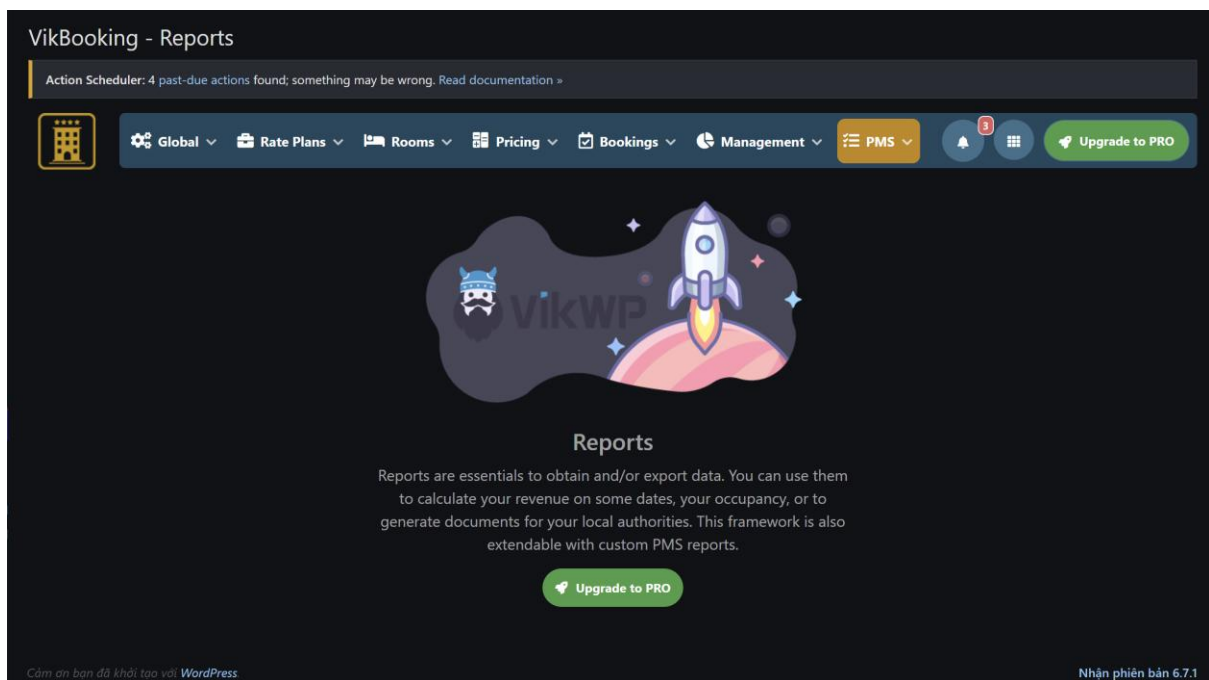 VikBooking - Reports
Action Scheduler: 4 past-due actions found; something may be wrong. Read documentation »
Global Rate Plans Rooms Pricing Bookings Management PMS 3 Upgrade to PRO
VikWP
Reports
Reports are essentials to obtain and/or export data. You can use them
to calculate your revenue on some dates, your occupancy, or to
generate documents for your local authorities. This framework is also
extendable with custom PMS reports.
Upgrade to PRO
Cảm ơn bạn đã khởi tạo với WordPress.
Nhận phiên bản 6.7.1